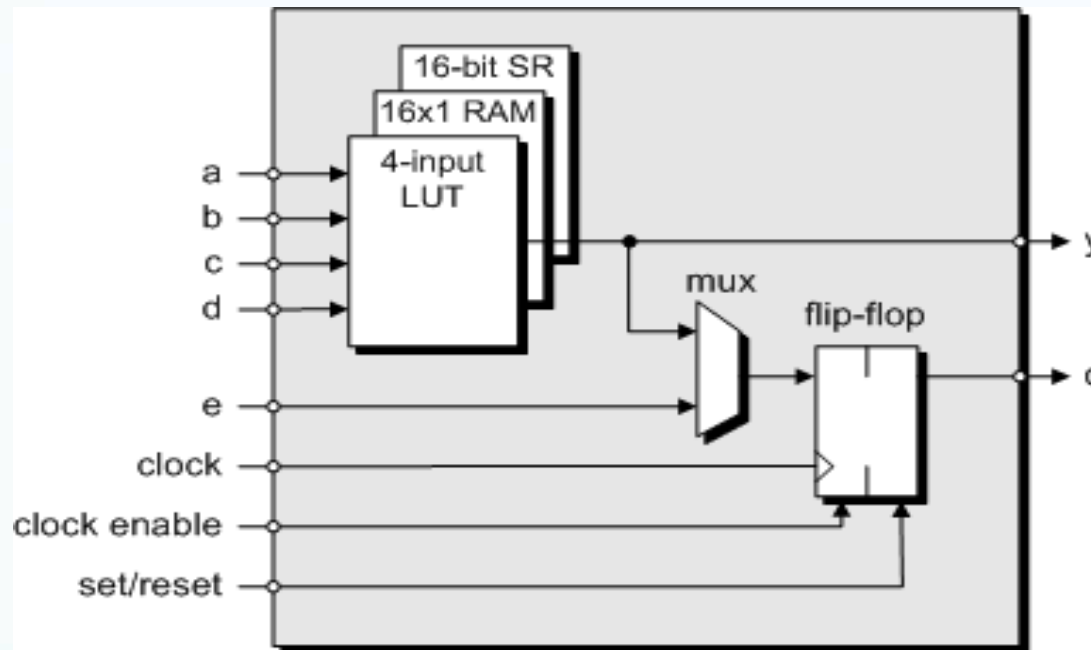 16-bit SR
16x1 RAM
4-input
LUT
a
b
c
d
mux
flip-flop
y
e
clock
clock enable
set/reset